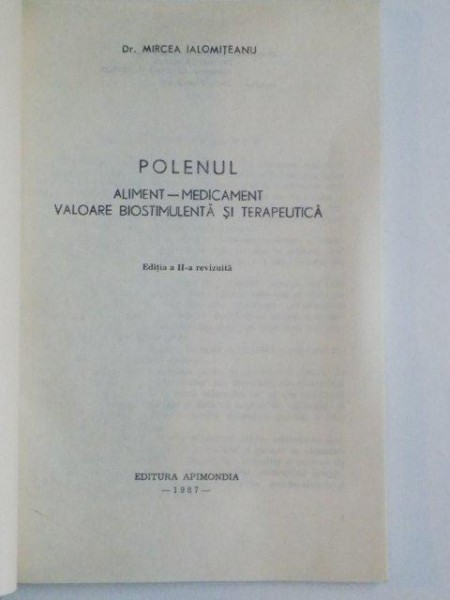 Dr. MIRCEA IALOMIȚEANU
POLENUL
ALIMENT — MEDICAMENT
VALOARE BIOSTIMULENTĂ ȘI TERAPEUTICĂ
Ediția a II-a revizuită
EDITURA APIMONDIA
— 1987 —